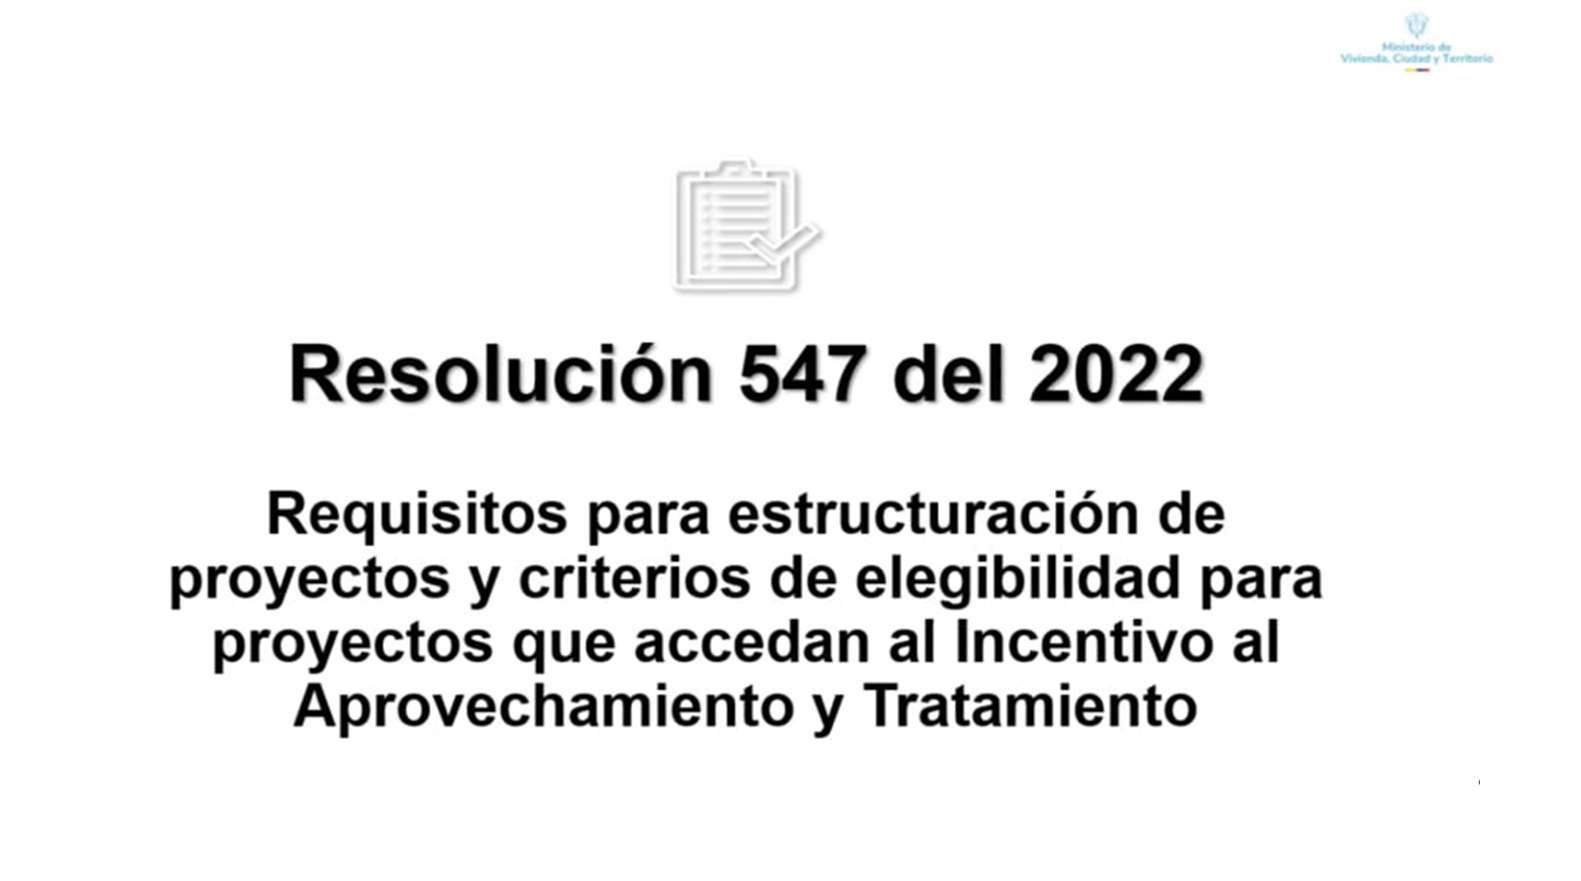 Ministerio de
Vivienda, Ciudad y Territorio
Resolución 547 del 2022
Requisitos para estructuración de
proyectos y criterios de elegibilidad para
proyectos que accedan al Incentivo al
Aprovechamiento y Tratamiento